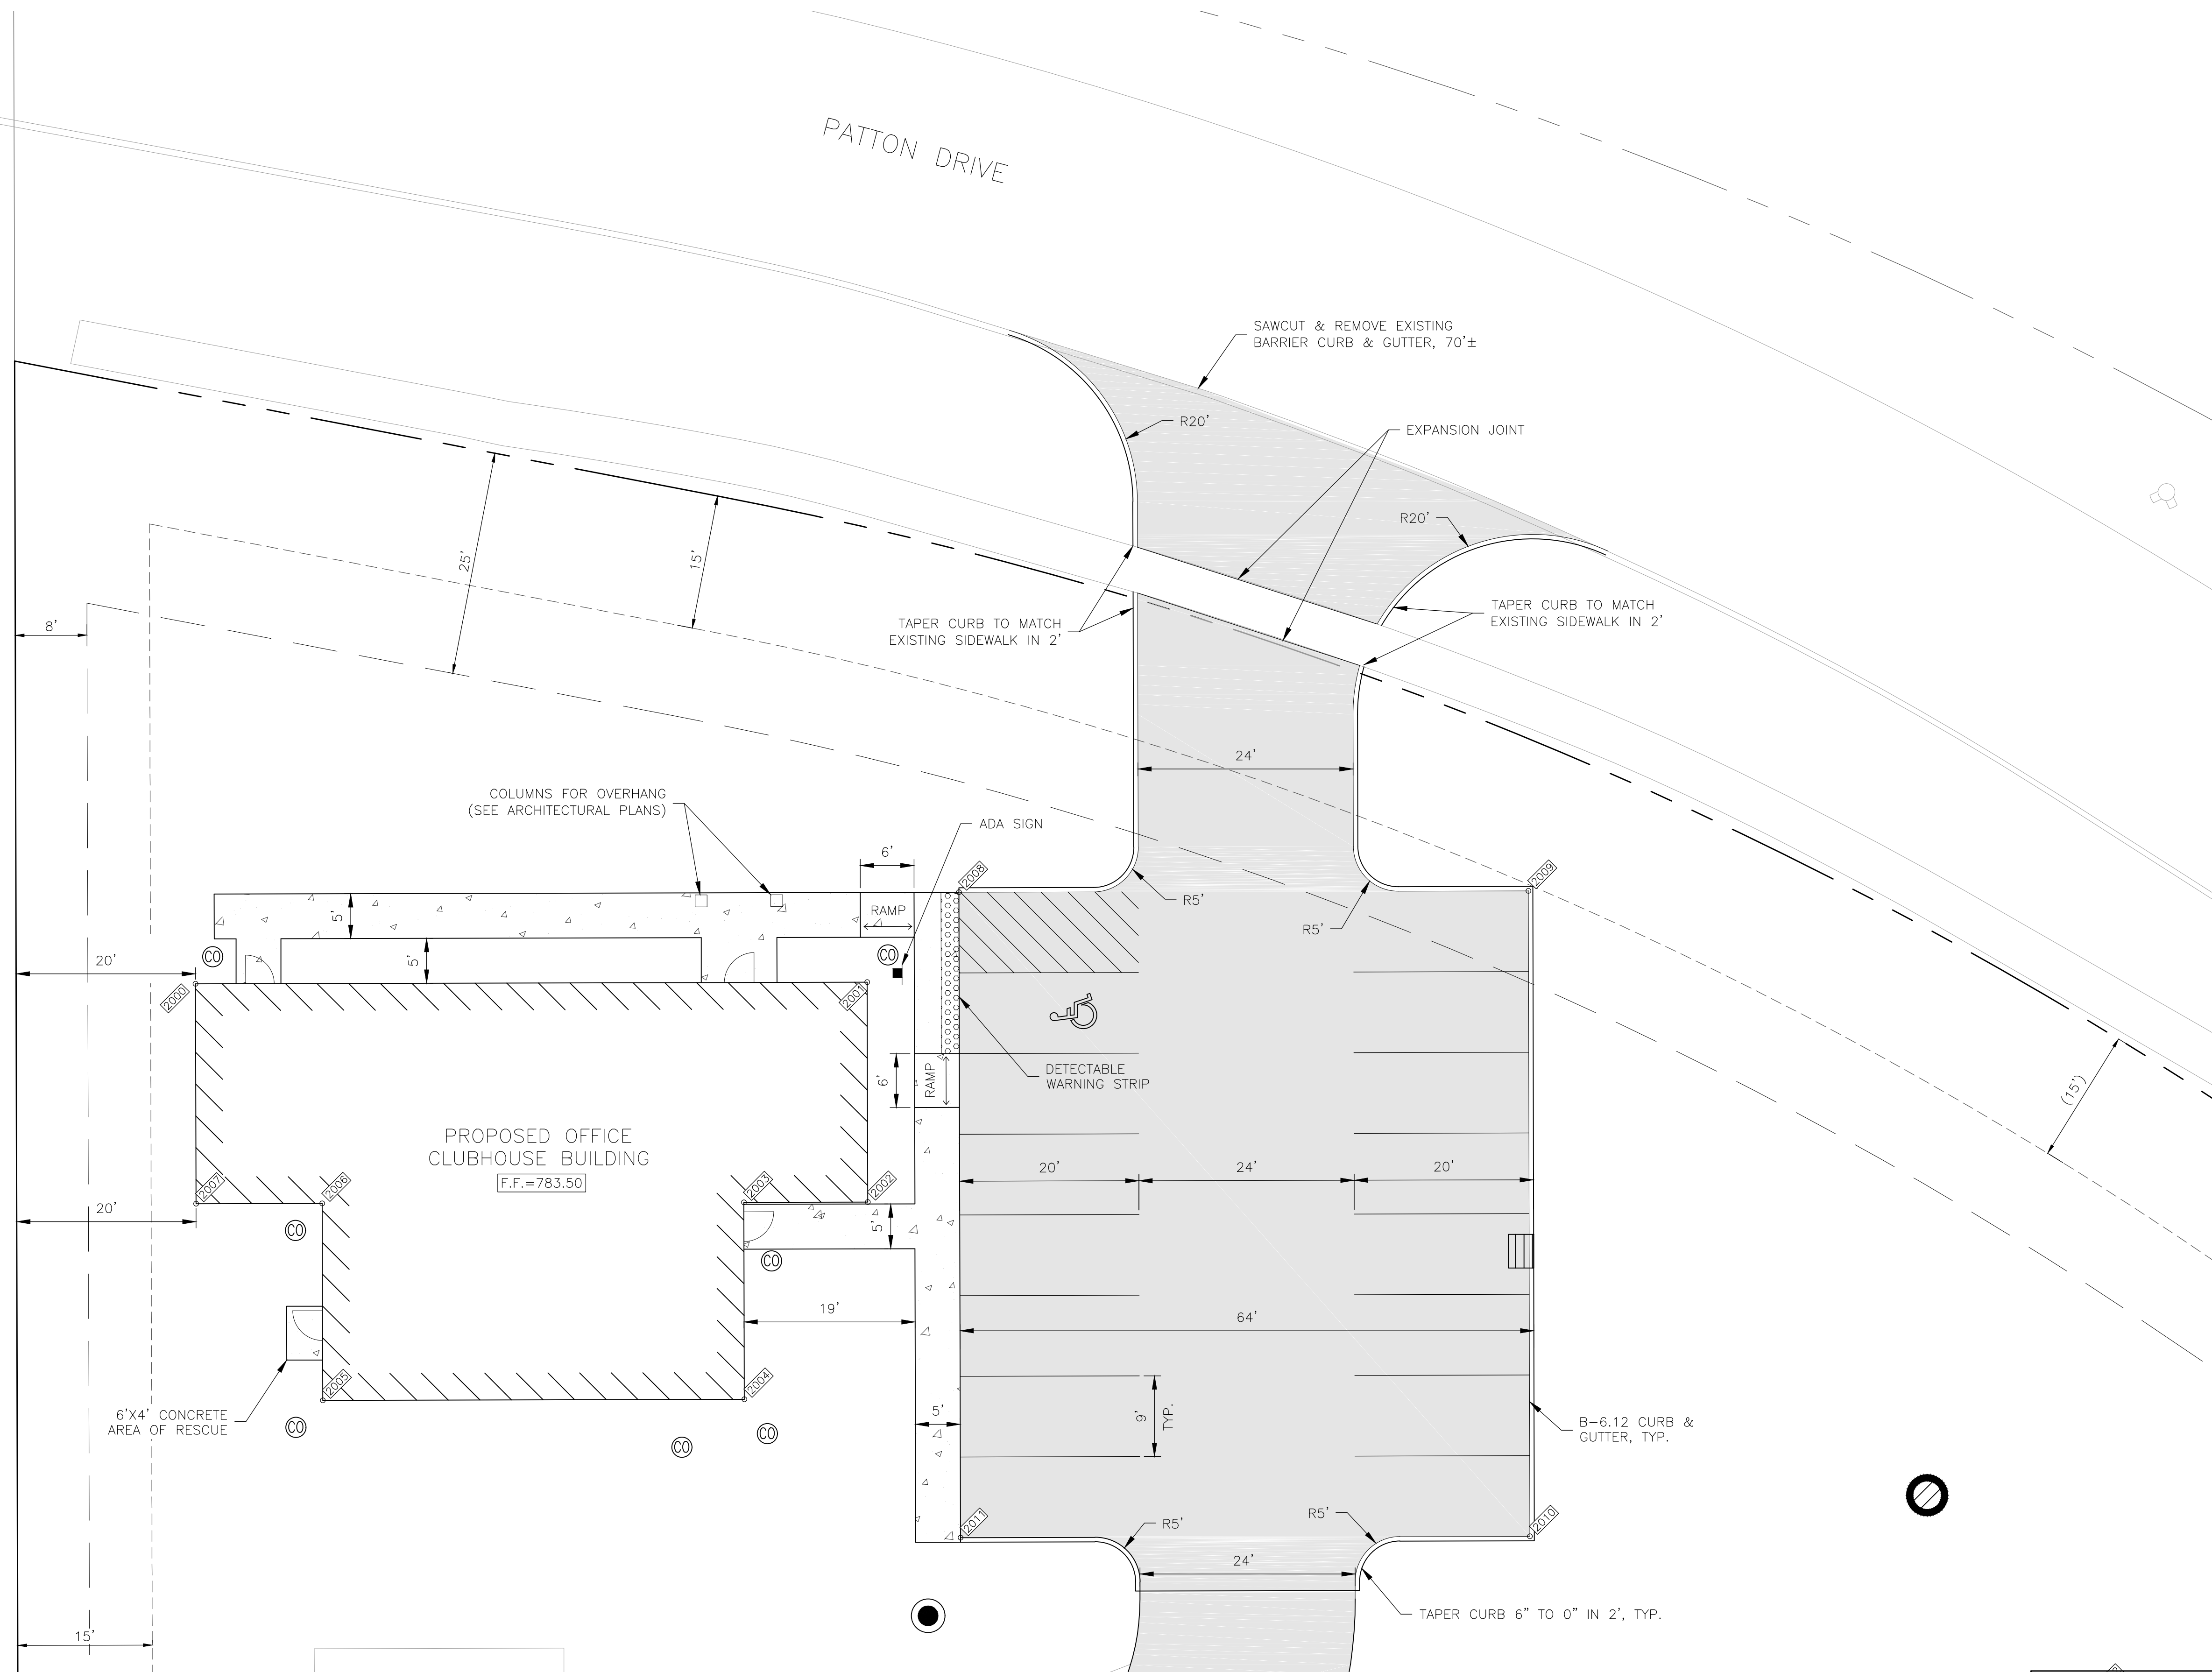 PATTON DRIVE
SAWCUT & REMOVE EXISTING
BARRIER CURB & GUTTER, 70'±
R20'
EXPANSION JOINT
R20'
25'
15'
TAPER CURB TO MATCH
EXISTING SIDEWALK IN 2'
TAPER CURB TO MATCH
EXISTING SIDEWALK IN 2'
8'
24'
COLUMNS FOR OVERHANG
(SEE ARCHITECTURAL PLANS)
ADA SIGN
6'
2008
2009
R5'
R5'
5'
RAMP
5'
CO
CO
20'
2000
2001
DETECTABLE
WARNING STRIP
6'
RAMP
(15')
PROPOSED OFFICE
CLUBHOUSE BUILDING
F.F.=783.50
20'
24'
20'
2007
2006
2003
2002
20'
CO
5'
CO
19'
64'
2005
2004
6'X4' CONCRETE
AREA OF RESCUE
CO
CO
CO
5'
9'
TYP.
B-6.12 CURB &
GUTTER, TYP.
2011
2010
R5'
R5'
24'
TAPER CURB 6" TO 0" IN 2', TYP.
15'